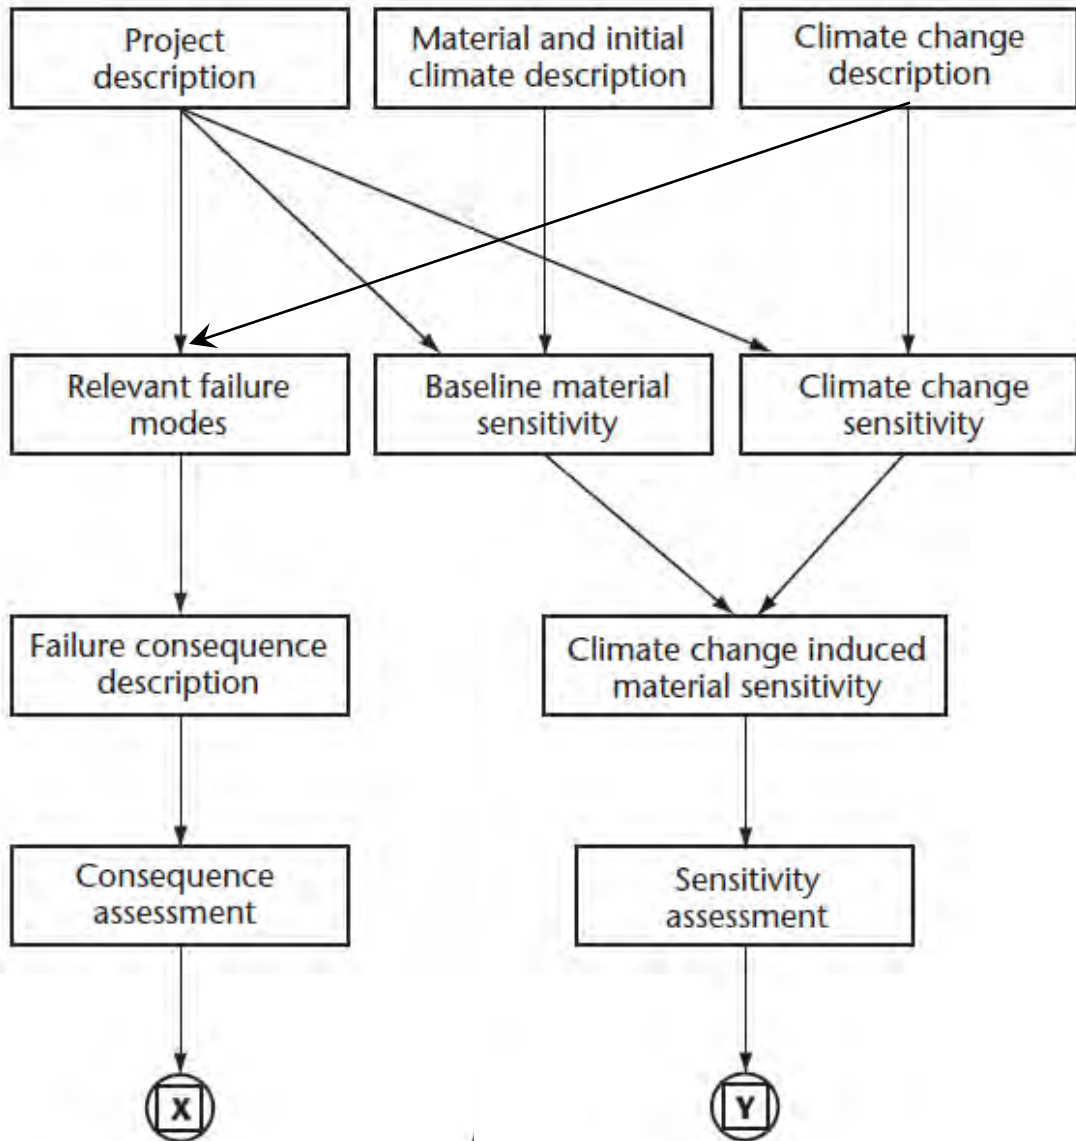 Project
description
Material and initial
climate description
Climate change
description
Relevant failure
modes
Baseline material
sensitivity
Climate change
sensitivity
Failure consequence
description
Climate change induced
material sensitivity
Consequence
assessment
Sensitivity
assessment
X
Y